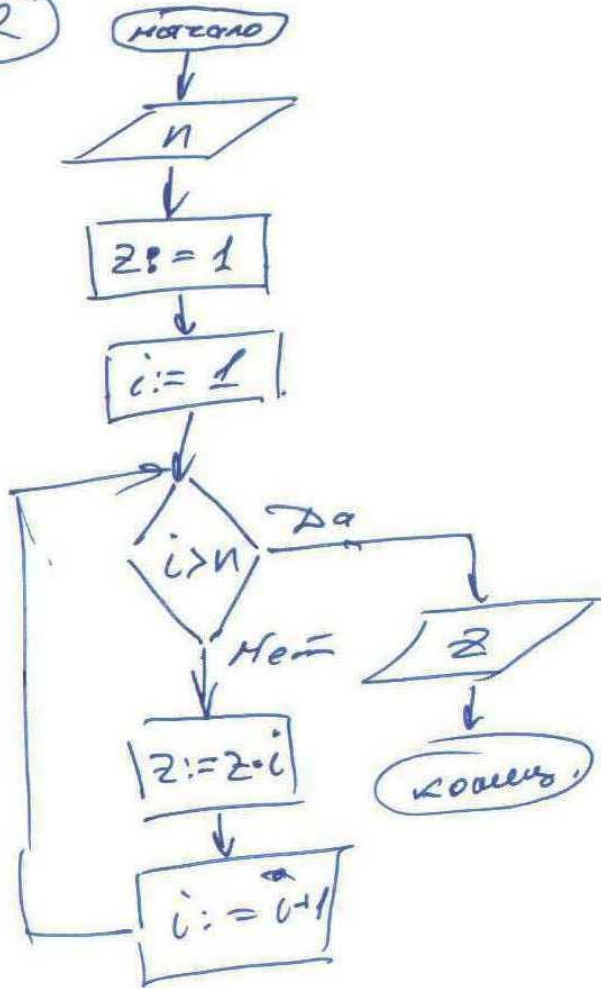 2
начало
n
z:=1
i:=1
i>n
Да
Нет
z
z:=z·i
конец.
i:=i+1